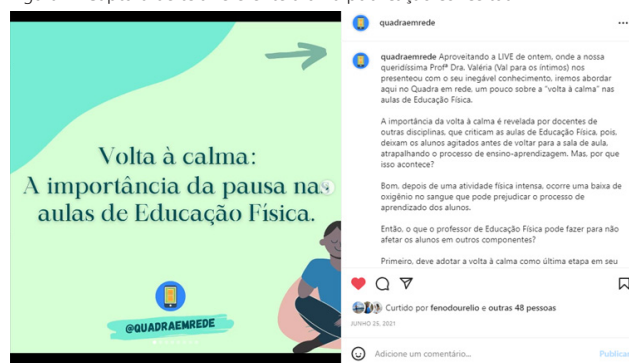 Volta à calma:
A importância da pausa nas
aulas de Educação Física.
@QUADRAEMREDE
quadraemrede
quadraemrede Aproveitando a LIVE de ontem, onde a nossa
queridíssima Profª Dra. Valéria (Val para os íntimos) nos
presenteou com o seu inegável conhecimento, iremos abordar
aqui no Quadra em rede, um pouco sobre a "volta à calma" nas
aulas de Educação Física.
A importância da volta à calma é revelada por docentes de
outras disciplinas, que criticam as aulas de Educação Física, pois,
deixam os alunos agitados antes de voltar para a sala de aula,
atrapalhando o processo de ensino-aprendizagem. Mas, por que
isso acontece?
Bom, depois de uma atividade física intensa, ocorre uma baixa de
oxigênio no sangue que pode prejudicar o processo de
aprendizado dos alunos.
Então, o que o professor de Educação Física pode fazer para não
afetar os alunos em outros componentes?
Primeiro, deve adotar a volta à calma como última etapa em seu
Curtido por fenodourelio e outras 48 pessoas
JUNHO 25, 2021
Adicione um comentário...
Publicar